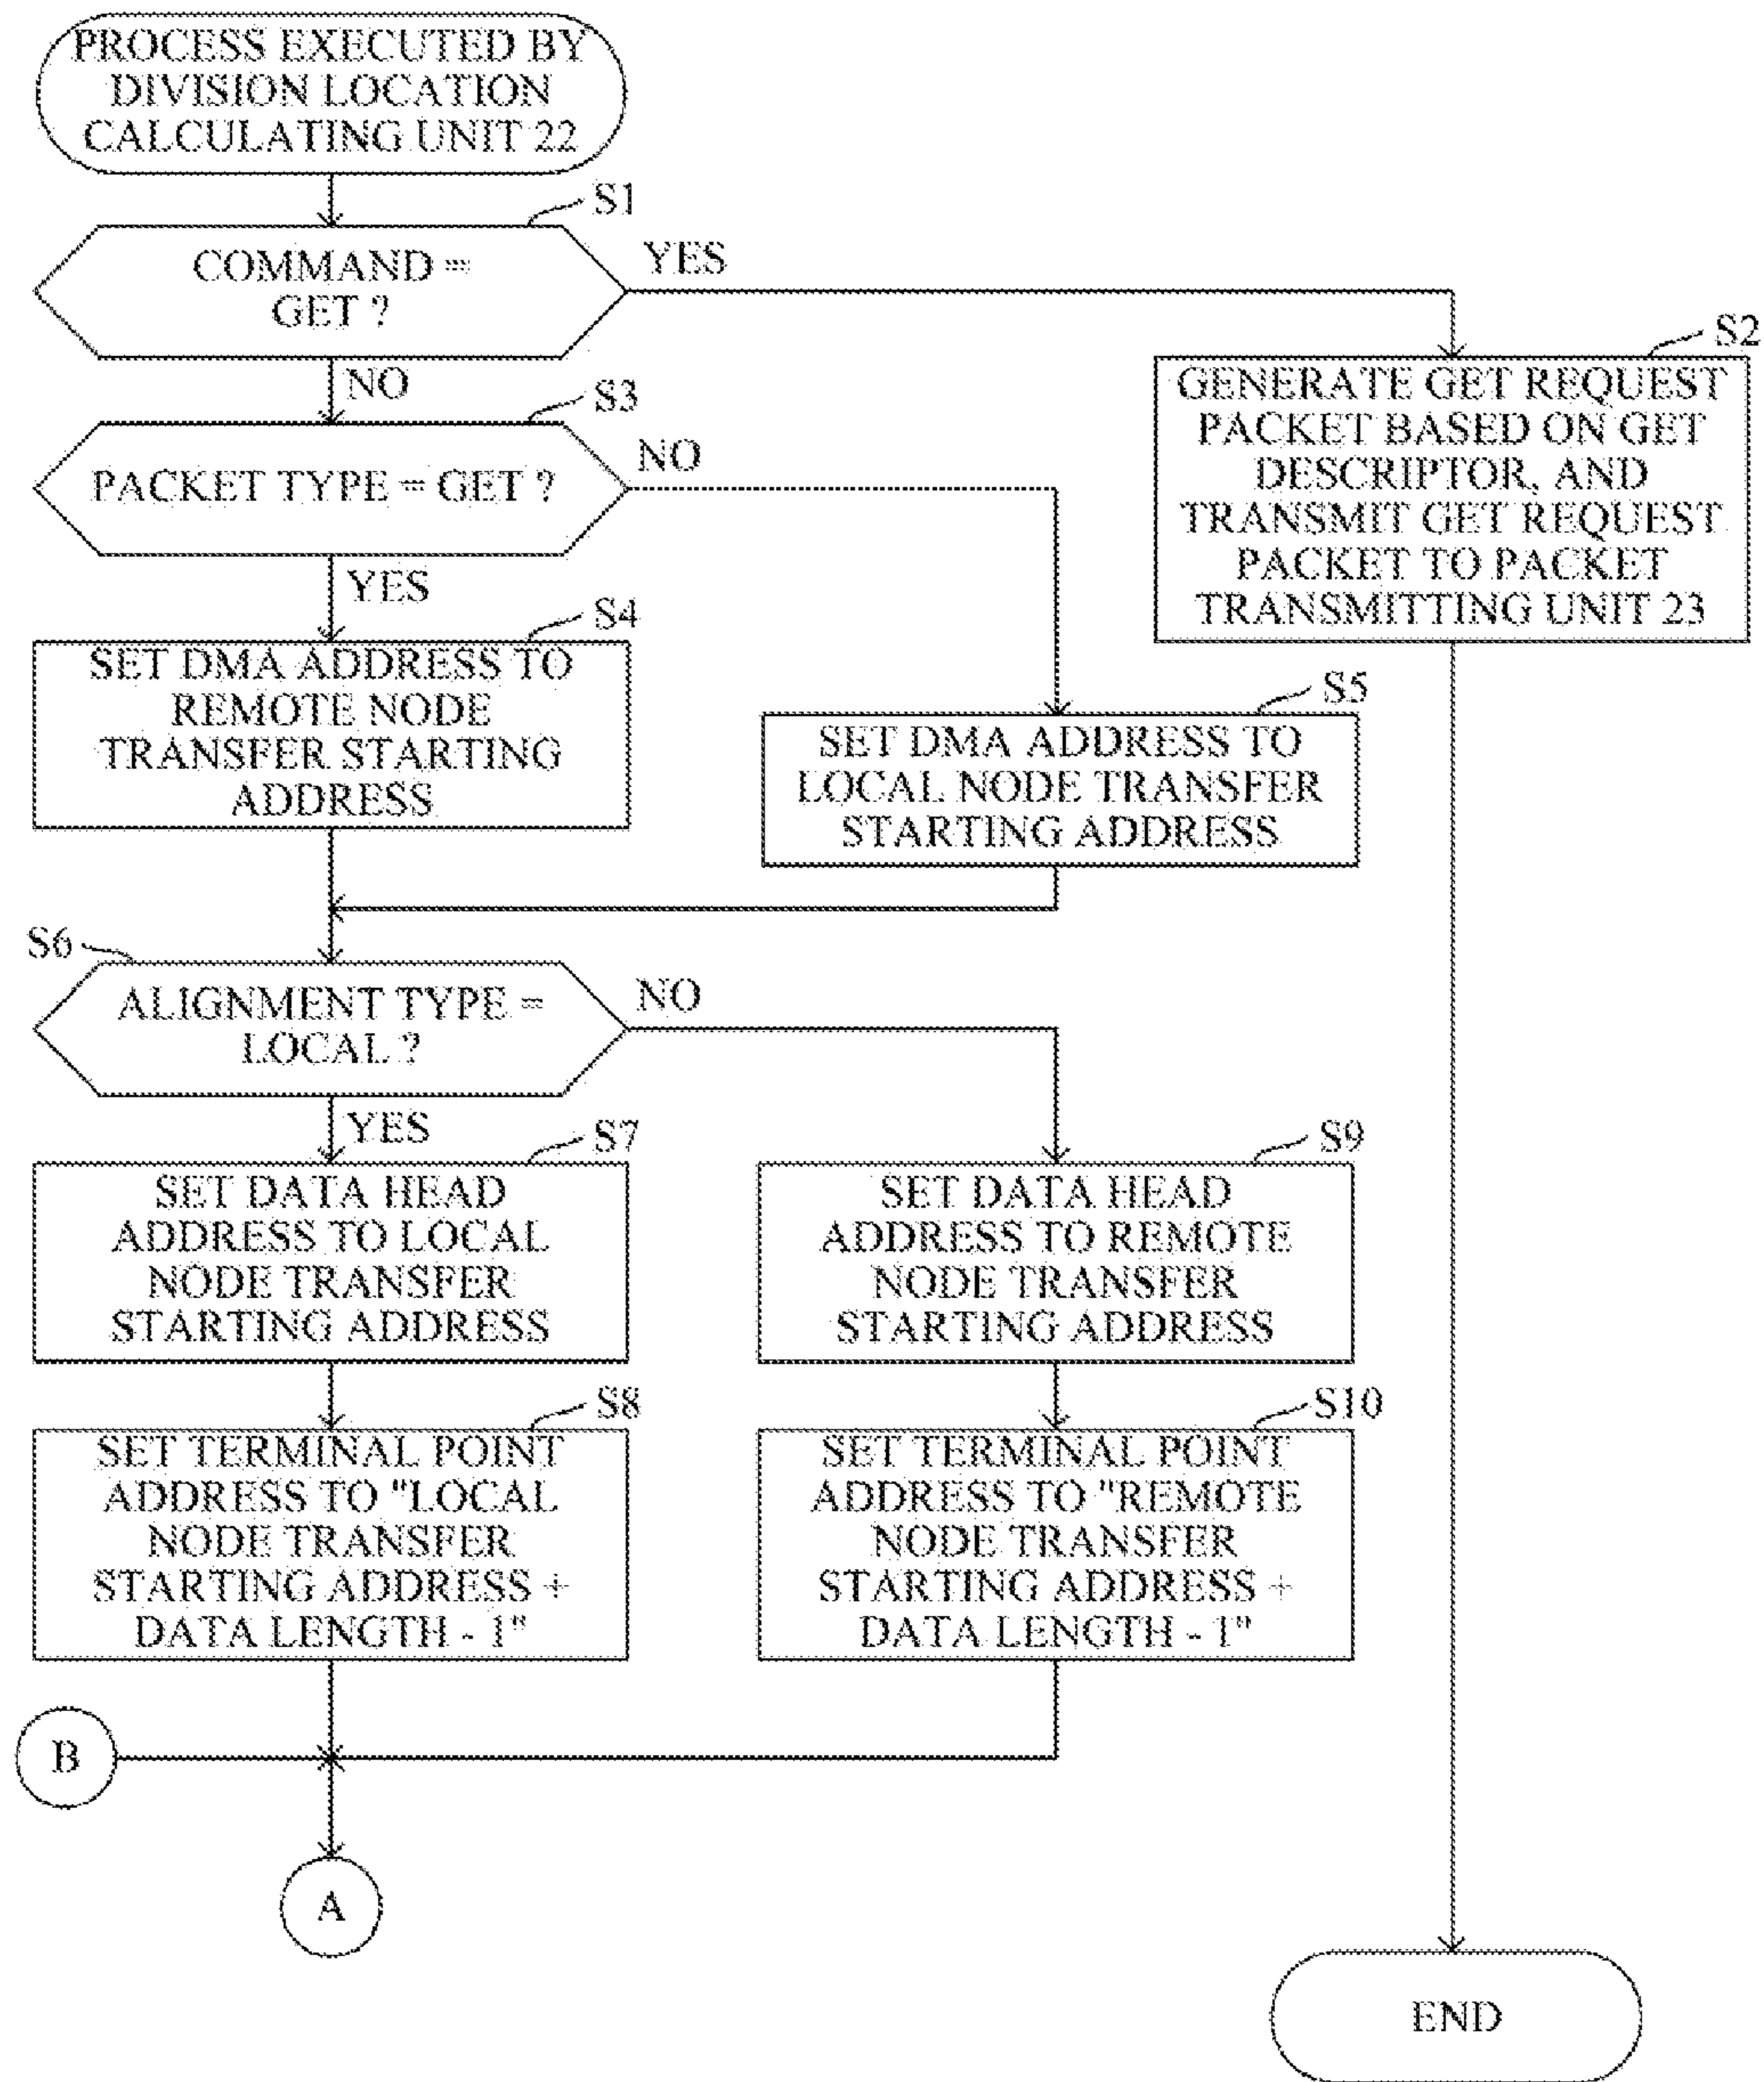 PROCESS EXECUTED BY
DIVISION LOCATION
CALCULATING UNIT 22
S1
COMMAND =
GET ?
YES
NO
S2
GENERATE GET REQUEST
PACKET BASED ON GET
DESCRIPTOR, AND
TRANSMIT GET REQUEST
PACKET TO PACKET
TRANSMITTING UNIT 23
S3
PACKET TYPE = GET ?
NO
YES
S4
SET DMA ADDRESS TO
REMOTE NODE
TRANSFER STARTING
ADDRESS
S5
SET DMA ADDRESS TO
LOCAL NODE TRANSFER
STARTING ADDRESS
S6
ALIGNMENT TYPE =
LOCAL ?
NO
YES
S7
SET DATA HEAD
ADDRESS TO LOCAL
NODE TRANSFER
STARTING ADDRESS
S9
SET DATA HEAD
ADDRESS TO REMOTE
NODE TRANSFER
STARTING ADDRESS
S8
SET TERMINAL POINT
ADDRESS TO "LOCAL
NODE TRANSFER
STARTING ADDRESS +
DATA LENGTH - 1"
S10
SET TERMINAL POINT
ADDRESS TO "REMOTE
NODE TRANSFER
STARTING ADDRESS +
DATA LENGTH - 1"
B
A
END